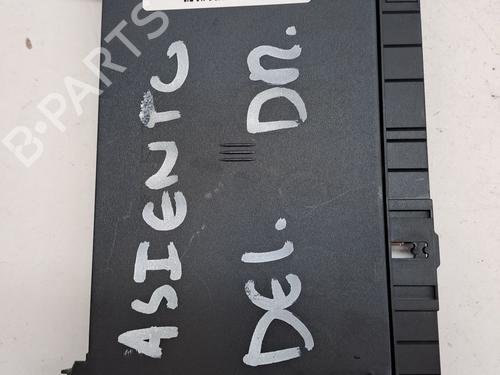 B-PARTS
ASIENTO
DEL. DR.